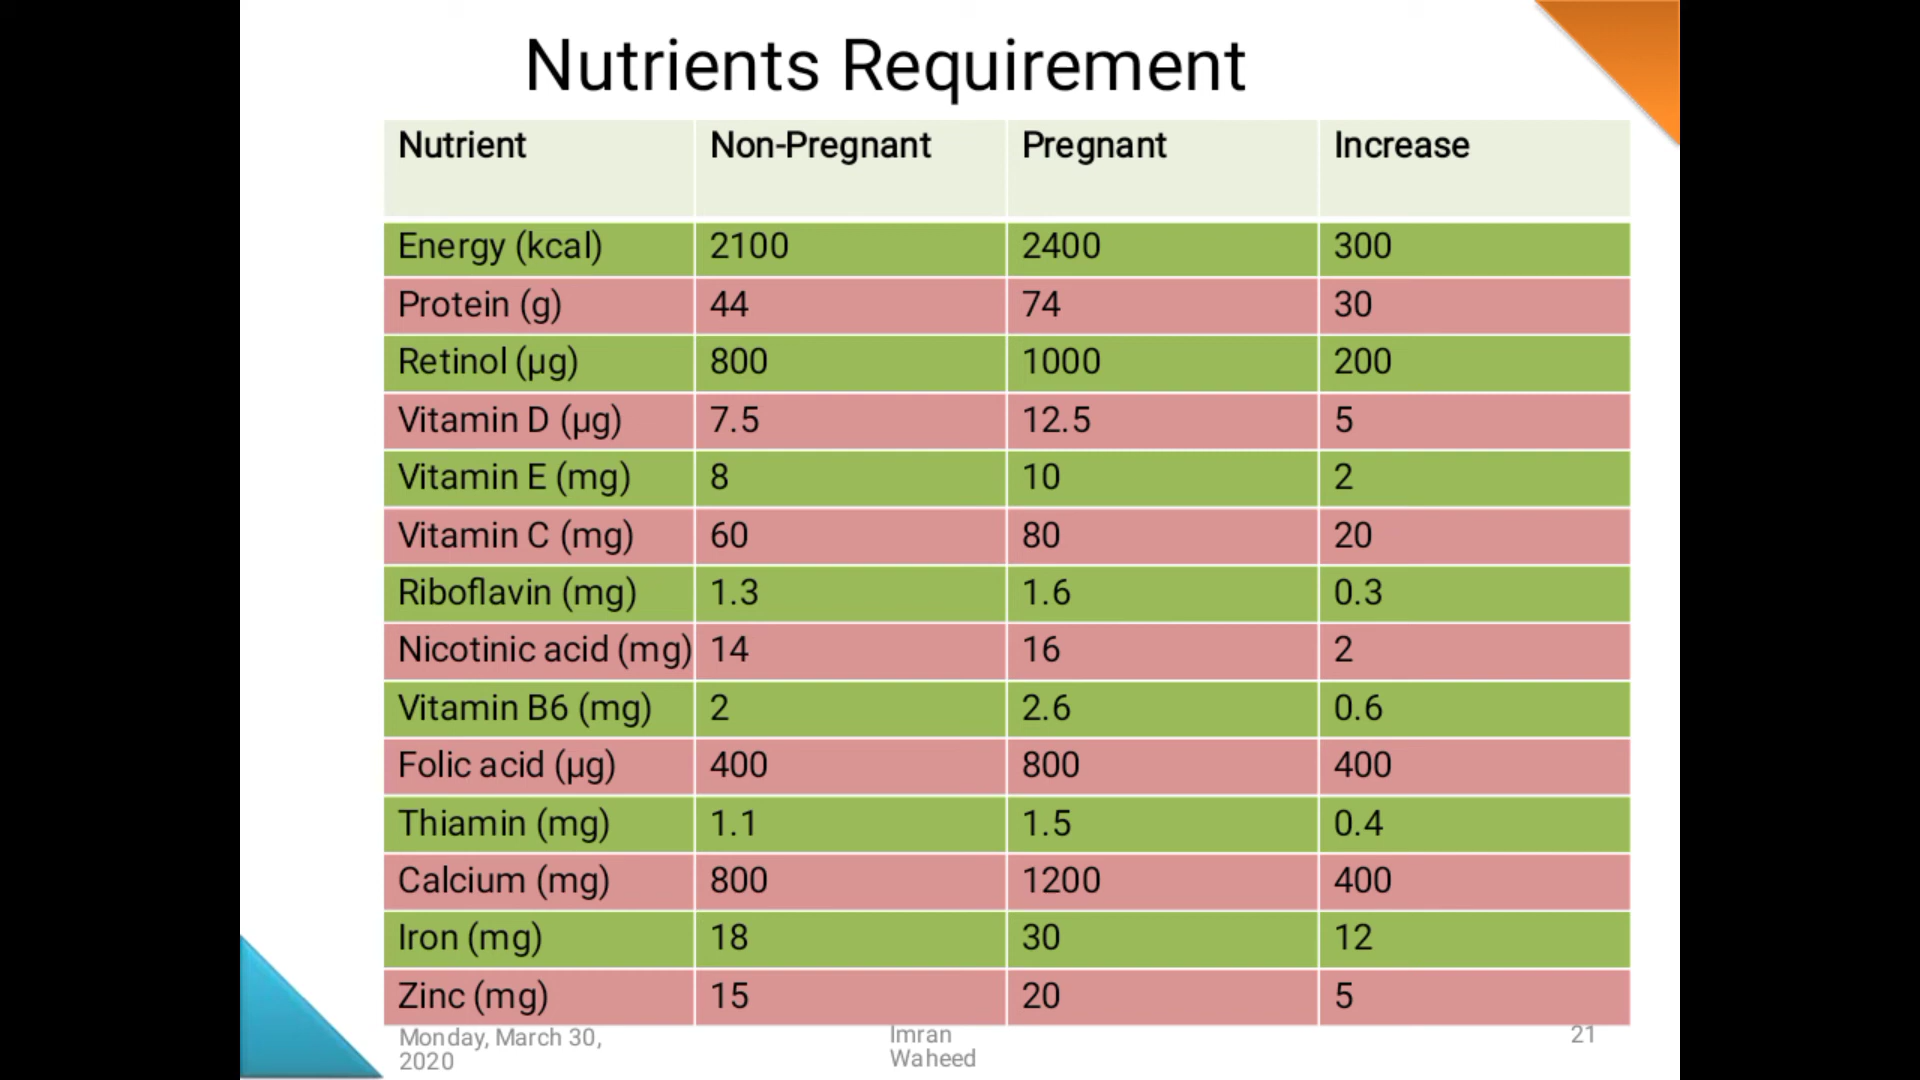 Nutrients Requirement
Nutrient Non-Pregnant Pregnant Increase
Energy (kcal) 2100 2400 300
Protein (g) 44 74 30
Retinol (µg) 800 1000 200
Vitamin D (µg) 7.5 12.5 5
Vitamin E (mg) 8 10 2
Vitamin C (mg) 60 80 20
Riboflavin (mg) 1.3 1.6 0.3
Nicotinic acid (mg) 14 16 2
Vitamin B6 (mg) 2 2.6 0.6
Folic acid (µg) 400 800 400
Thiamin (mg) 1.1 1.5 0.4
Calcium (mg) 800 1200 400
Iron (mg) 18 30 12
Zinc (mg) 15 20 5
Monday, March 30,
2020
Imran
Waheed
21